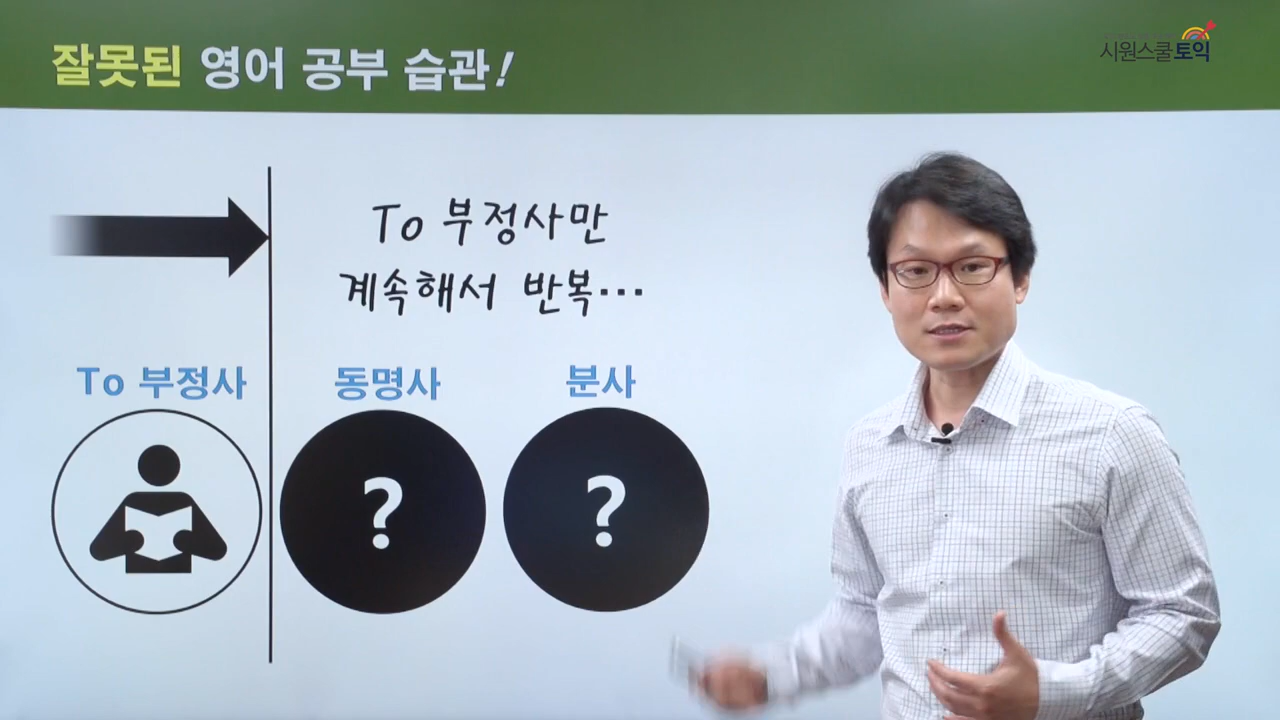 잘못된 영어 공부 습관!
시원스쿨토익
To 부정사만
계속해서 반복...
To 부정사
동명사
분사
?
?